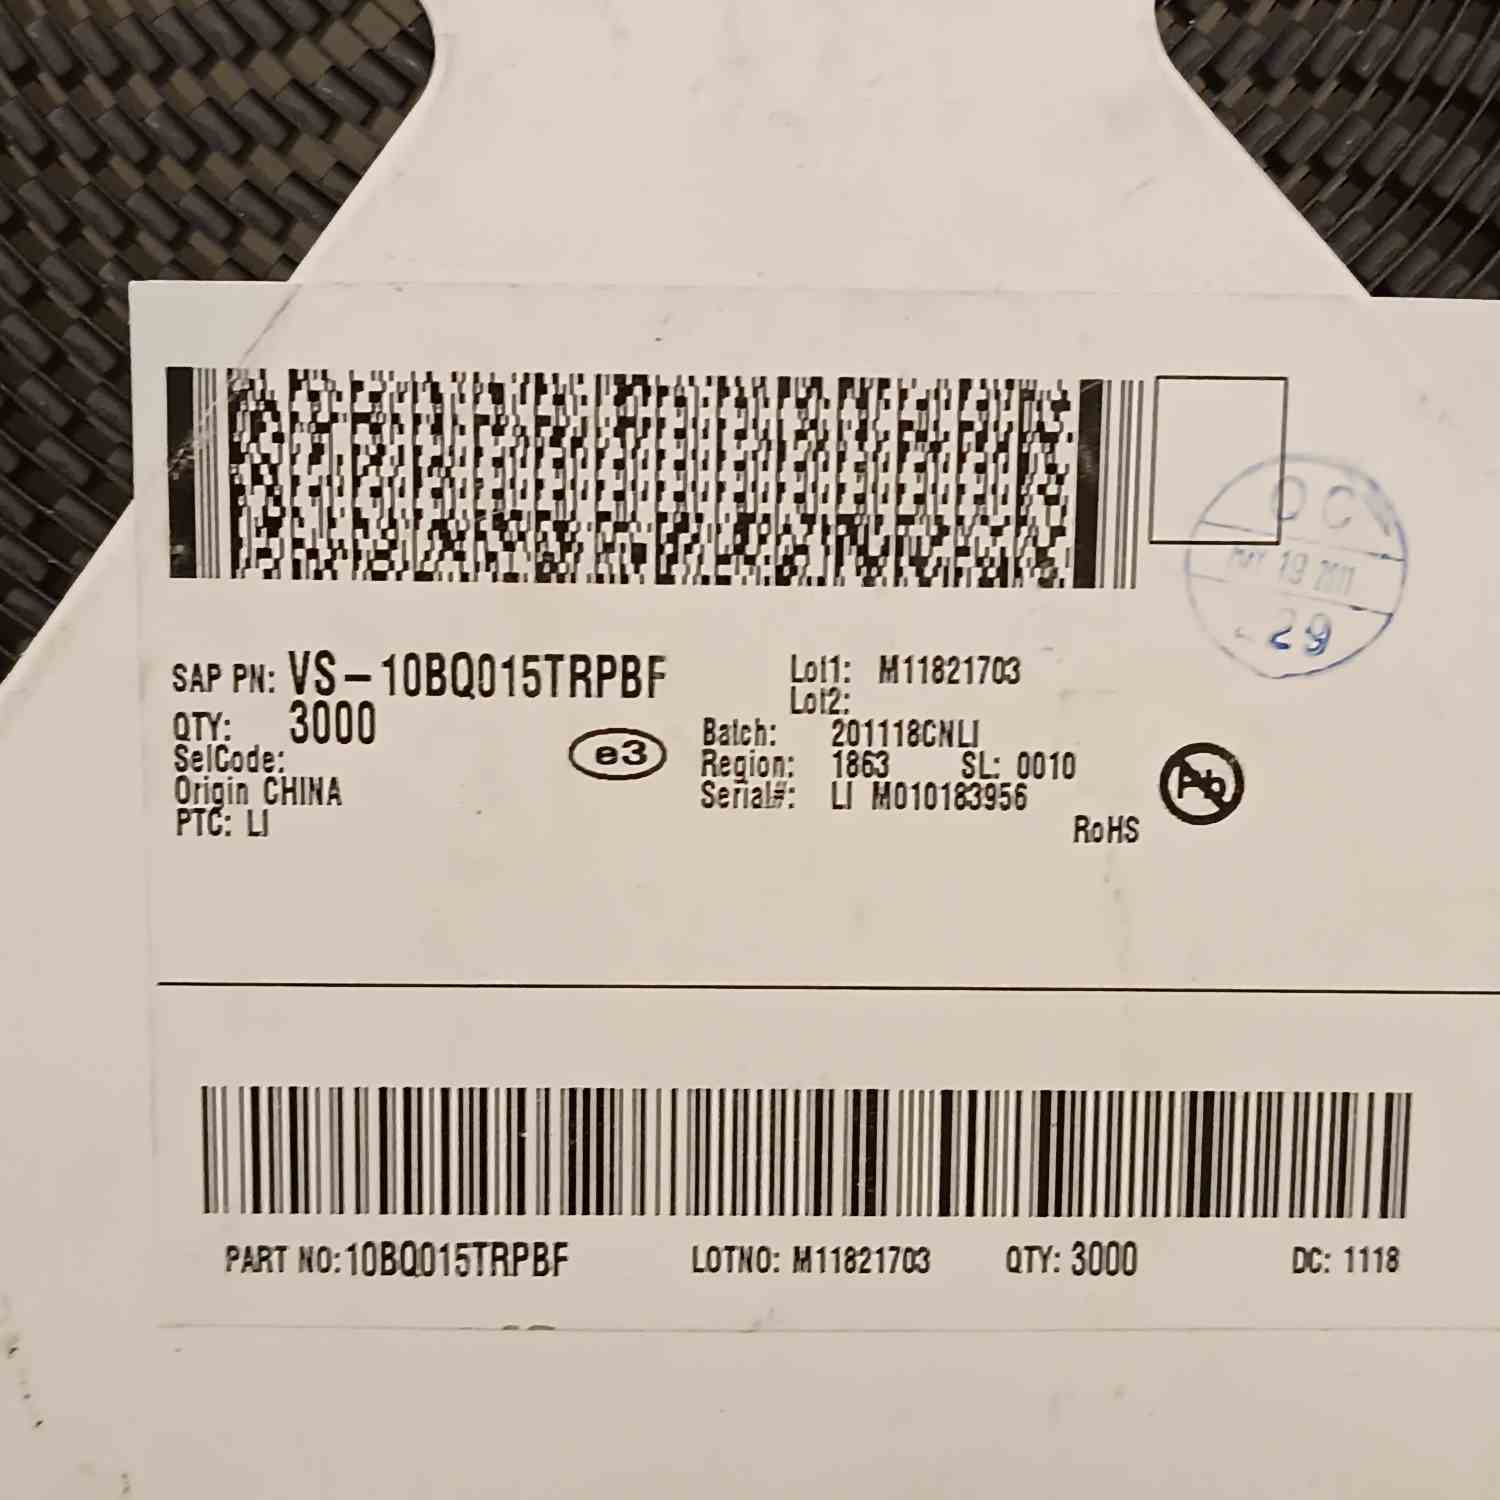 QC
MAY 19 2011
29
SAP PN: VS-10BQ015TRPBF
QTY: 3000
SelCode:
Origin CHINA
PTC: LI
e3
Lot1: M11821703
Lot2:
Batch: 201118CNLI
Region: 1863 SL: 0010
Serial#: LI M010183956
RoHS
Pb
PART NO:10BQ015TRPBF LOTNO: M11821703 QTY: 3000 DC: 1118